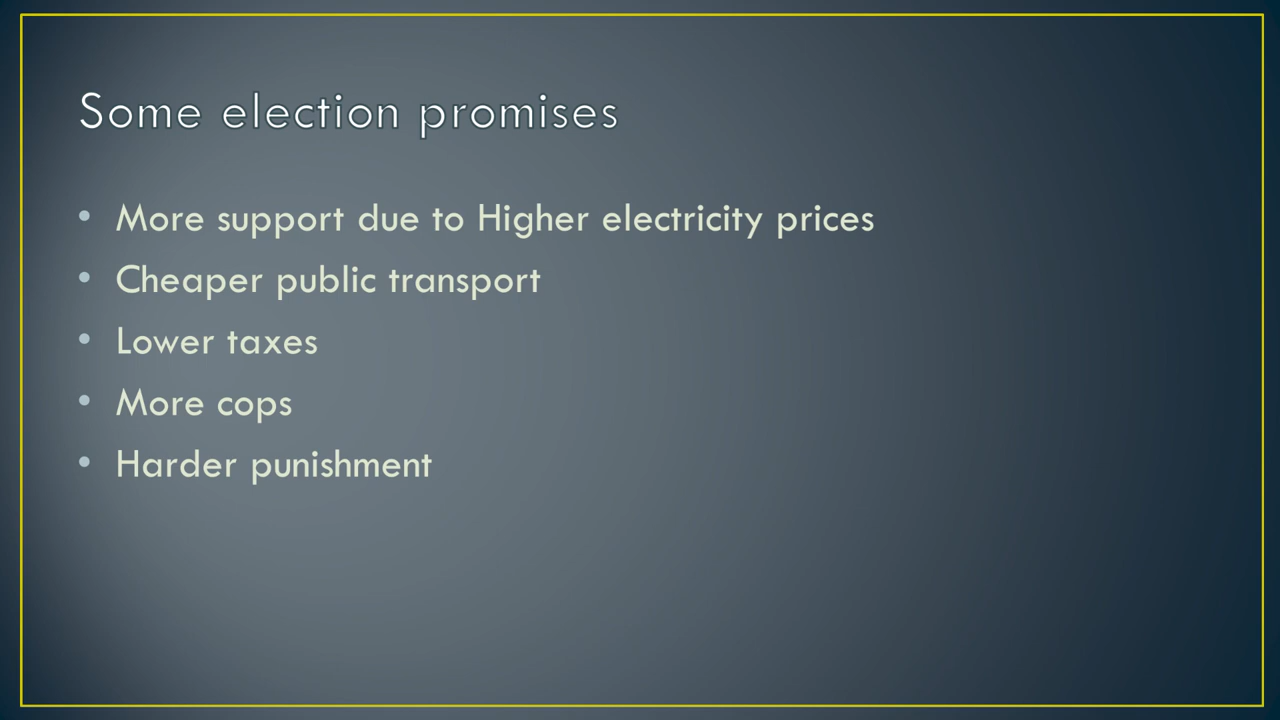 Some election promises
• More support due to Higher electricity prices
• Cheaper public transport
• Lower taxes
• More cops
• Harder punishment